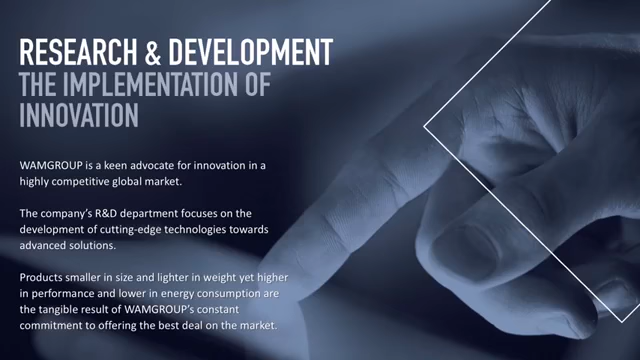 RESEARCH & DEVELOPMENT
THE IMPLEMENTATION OF
INNOVATION
WAMGROUP is a keen advocate for innovation in a
highly competitive global market.
The company’s R&D department focuses on the
development of cutting-edge technologies towards
advanced solutions.
Products smaller in size and lighter in weight yet higher
in performance and lower in energy consumption are
the tangible result of WAMGROUP’s constant
commitment to offering the best deal on the market.